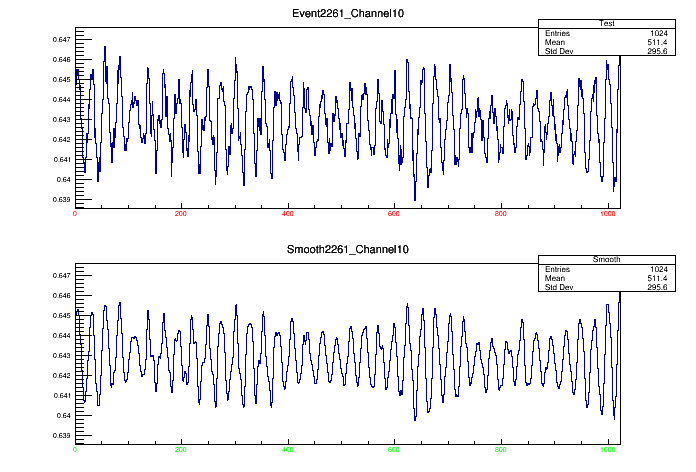 Event2261_Channel10
Test
Entries 1024
Mean 511.4
Std Dev 295.6
0.647
0.646
0.645
0.644
0.643
0.642
0.641
0.64
0.639
0 200 400 600 800 1000
Smooth2261_Channel10
Smooth
Entries 1024
Mean 511.4
Std Dev 295.6
0.647
0.646
0.645
0.644
0.643
0.642
0.641
0.64
0.639
0 200 400 600 800 1000